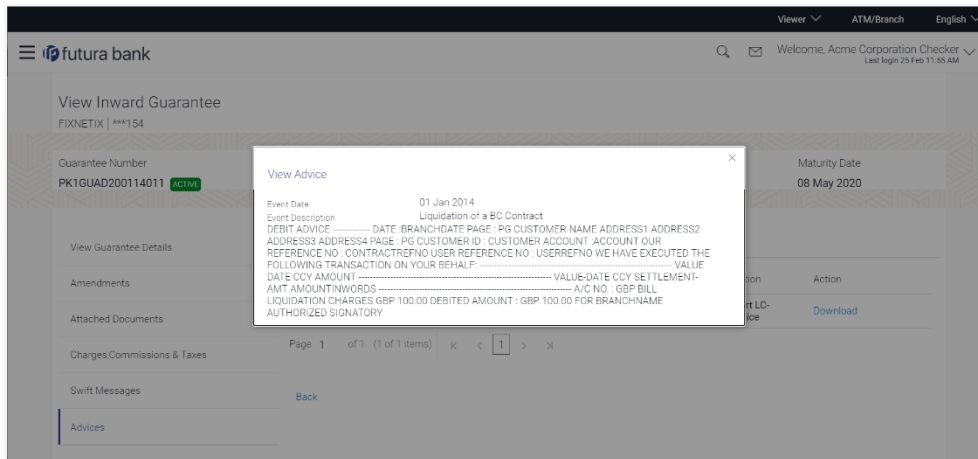 Viewer
ATM/Branch
English
futura bank
Welcome, Acme Corporation Checker
Last login 25 Feb 11:55 AM
View Inward Guarantee
FIXNETIX | ***154
Guarantee Number
PK1GUAD200114011 ACTIVE
Maturity Date
08 May 2020
View Advice
Event Date 01 Jan 2014
Event Description Liquidation of a BC Contract
DEBIT ADVICE ------------ DATE :BRANCHDATE PAGE : PG CUSTOMER-NAME ADDRESS1 ADDRESS2
ADDRESS3 ADDRESS4 PAGE : PG CUSTOMER ID : CUSTOMER ACCOUNT :ACCOUNT OUR
REFERENCE NO : CONTRACTREFNO USER REFERENCE NO : USERREFNO WE HAVE EXECUTED THE
FOLLOWING TRANSACTION ON YOUR BEHALF: ------------------------------------------------------------ VALUE
DATE CCY AMOUNT ------------------------------------------------------------ VALUE-DATE CCY SETTLEMENT-
AMT AMOUNTINWORDS ------------------------------------------------------------ A/C NO. : GBP BILL
LIQUIDATION CHARGES GBP 100.00 DEBITED AMOUNT : GBP 100.00 FOR BRANCHNAME
AUTHORIZED SIGNATORY
View Guarantee Details
Amendments
Attached Documents
Charges,Commissions & Taxes
Swift Messages
Advices
Action
Download
Page 1 of 1 (1 of 1 items) 1
Back